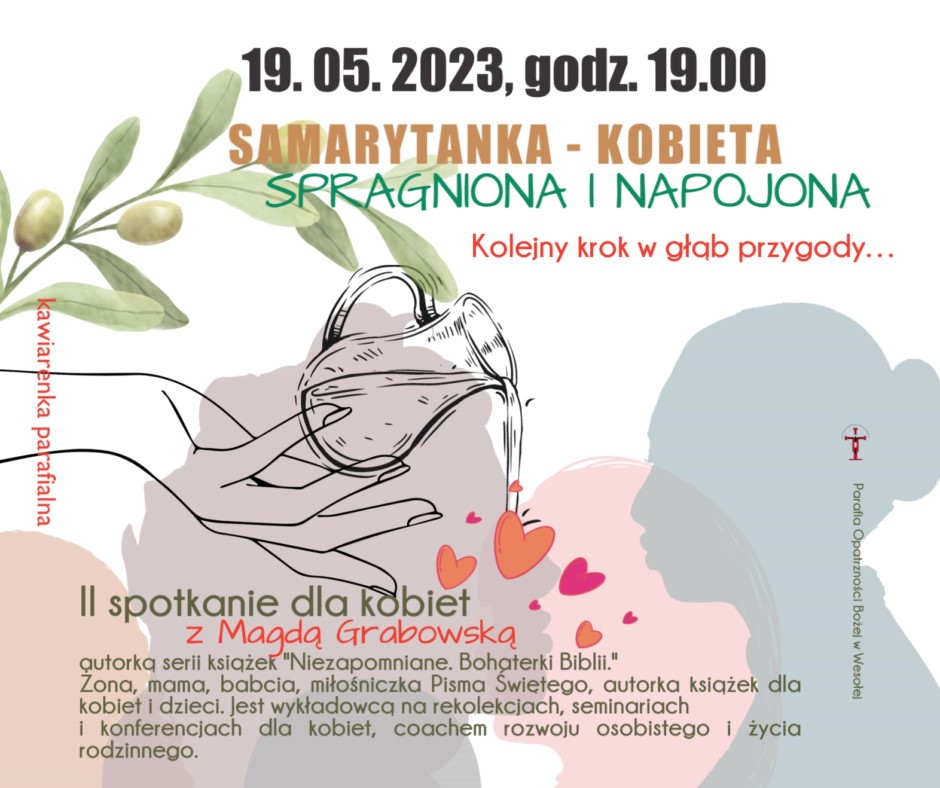 19. 05. 2023, godz. 19.00
SAMARYTANKA - KOBIETA
SPRAGNIONA I NAPOJONA
Kolejny krok w głąb przygody...
kawiarenka parafialna
Parafia Opatrzności Bożej w Wesołej
II spotkanie dla kobiet
z Magdą Grabowską
autorką serii książek "Niezapomniane. Bohaterki Biblii."
Żona, mama, babcia, miłośniczka Pisma Świętego, autorka książek dla
kobiet i dzieci. Jest wykładowcą na rekolekcjach, seminariach
i konferencjach dla kobiet, coachem rozwoju osobistego i życia
rodzinnego.